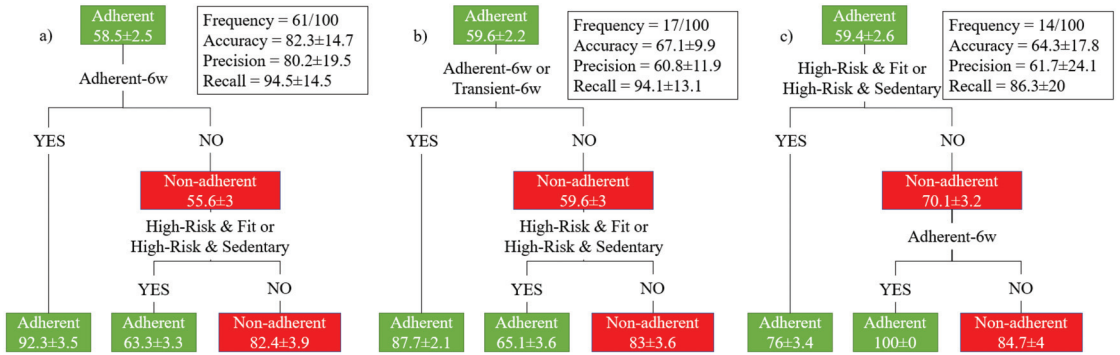 a)
Adherent
58.5±2.5
Frequency = 61/100
Accuracy = 82.3±14.7
Precision = 80.2±19.5
Recall = 94.5±14.5
Adherent-6w
YES
NO
Non-adherent
55.6±3
High-Risk & Fit or
High-Risk & Sedentary
YES
NO
Adherent
92.3±3.5
Adherent
63.3±3.3
Non-adherent
82.4±3.9
b)
Adherent
59.6±2.2
Frequency = 17/100
Accuracy = 67.1±9.9
Precision = 60.8±11.9
Recall = 94.1±13.1
Adherent-6w or
Transient-6w
YES
NO
Non-adherent
59.6±3
High-Risk & Fit or
High-Risk & Sedentary
YES
NO
Adherent
87.7±2.1
Adherent
65.1±3.6
Non-adherent
83±3.6
c)
Adherent
59.4±2.6
Frequency = 14/100
Accuracy = 64.3±17.8
Precision = 61.7±24.1
Recall = 86.3±20
High-Risk & Fit or
High-Risk & Sedentary
YES
NO
Non-adherent
70.1±3.2
Adherent-6w
YES
NO
Adherent
76±3.4
Adherent
100±0
Non-adherent
84.7±4